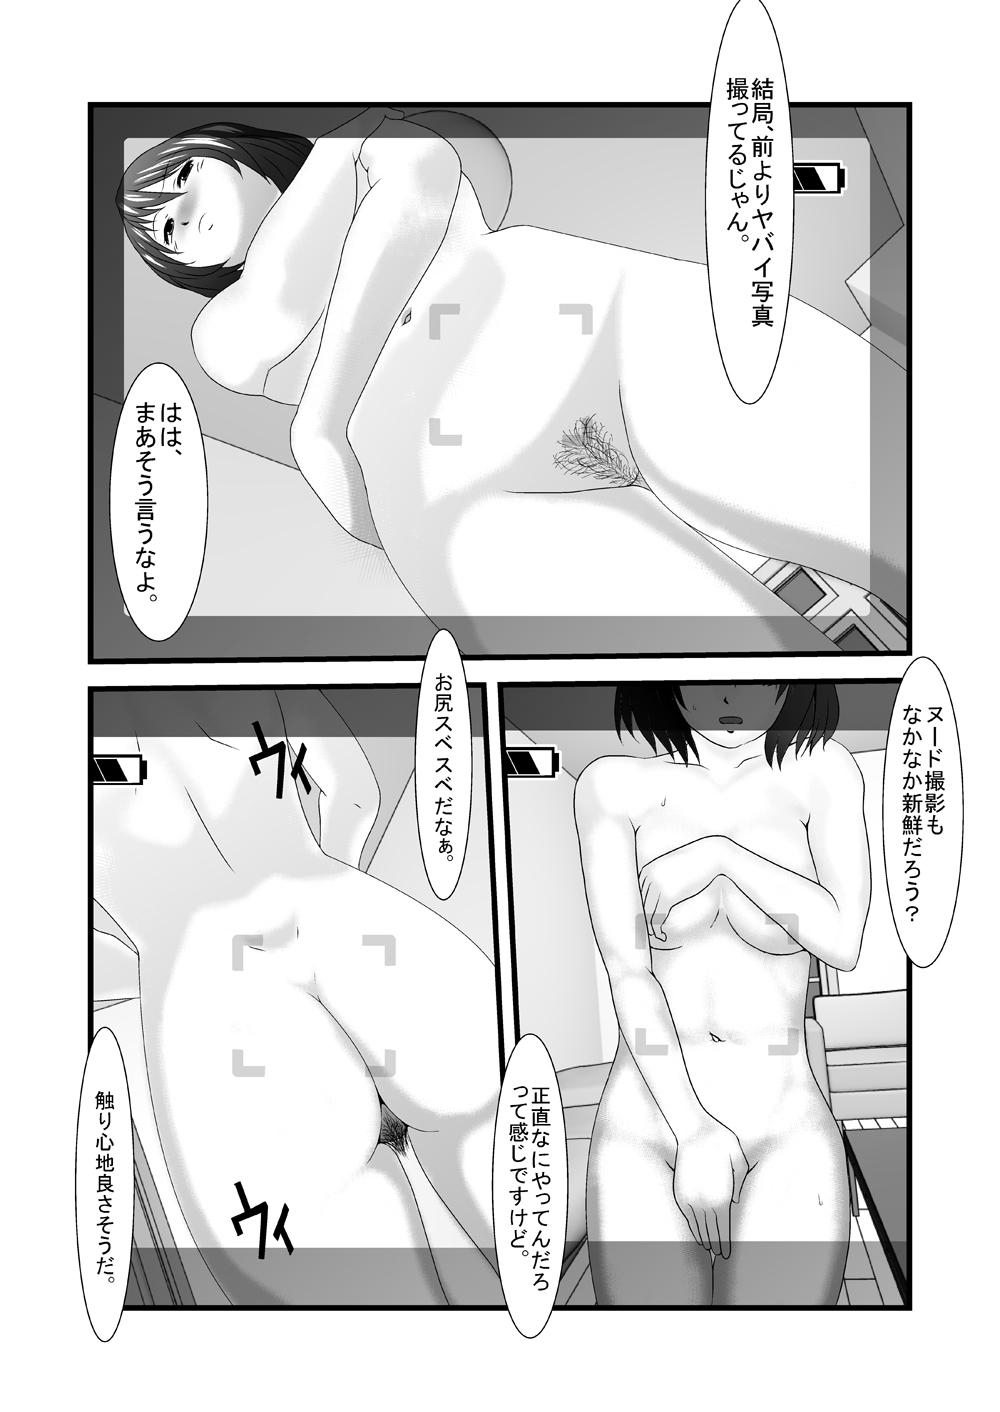 結局、前よりヤバイ写真
撮ってるじゃん。
はは、
まあそう言うなよ。
ヌード撮影も
なかなか新鮮だろう？
正直なにやってんだろ
って感じですけど。
お尻スベスベだなぁ。
ウィ
触り心地良さそうだ。
ウィ